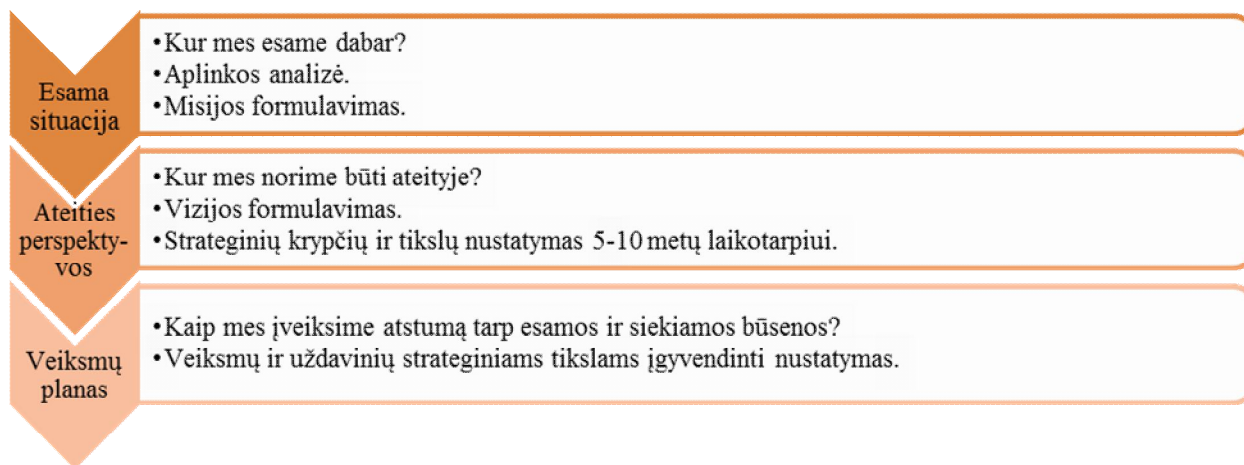 Esama
situacija
•Kur mes esame dabar?
•Aplinkos analizė.
•Misijos formulavimas.
Ateities
perspekty-
vos
•Kur mes norime būti ateityje?
•Vizijos formulavimas.
•Strateginių krypčių ir tikslų nustatymas 5-10 metų laikotarpiui.
Veiksmų
planas
•Kaip mes įveiksime atstumą tarp esamos ir siekiamos būsenos?
•Veiksmų ir uždavinių strateginiams tikslams įgyvendinti nustatymas.